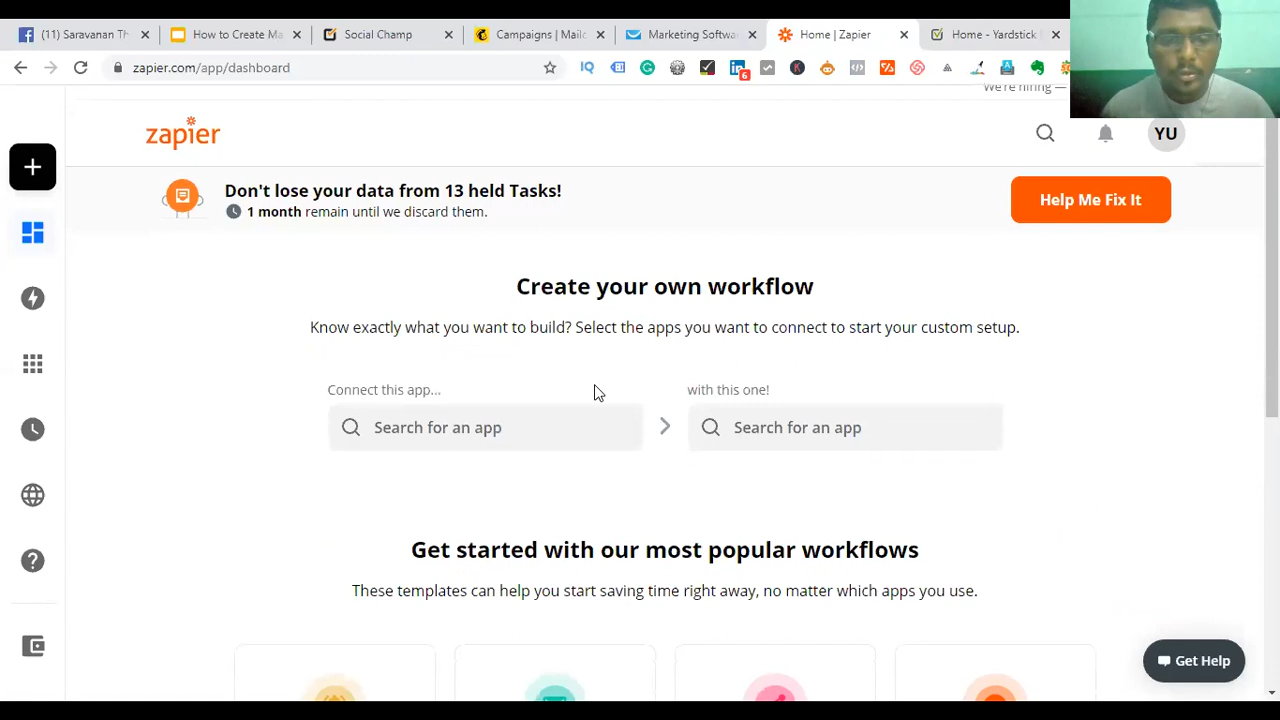 (11) Saravanan Th
How to Create Ma
Social Champ
Campaigns | Mailc
Marketing Softwa
Home | Zapier
Home - Yardstick
zapier.com/app/dashboard
6
We're hiring —
zapier
YU
Don't lose your data from 13 held Tasks!
1 month remain until we discard them.
Help Me Fix It
Create your own workflow
Know exactly what you want to build? Select the apps you want to connect to start your custom setup.
Connect this app...
with this one!
Search for an app
Search for an app
Get started with our most popular workflows
These templates can help you start saving time right away, no matter which apps you use.
Get Help